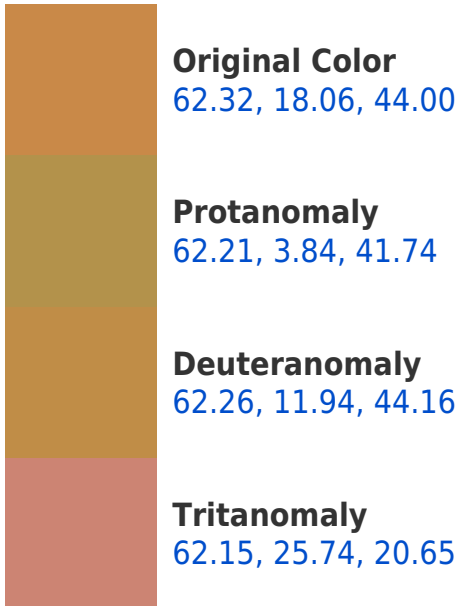 Original Color
62.32, 18.06, 44.00
Protanomaly
62.21, 3.84, 41.74
Deuteranomaly
62.26, 11.94, 44.16
Tritanomaly
62.15, 25.74, 20.65